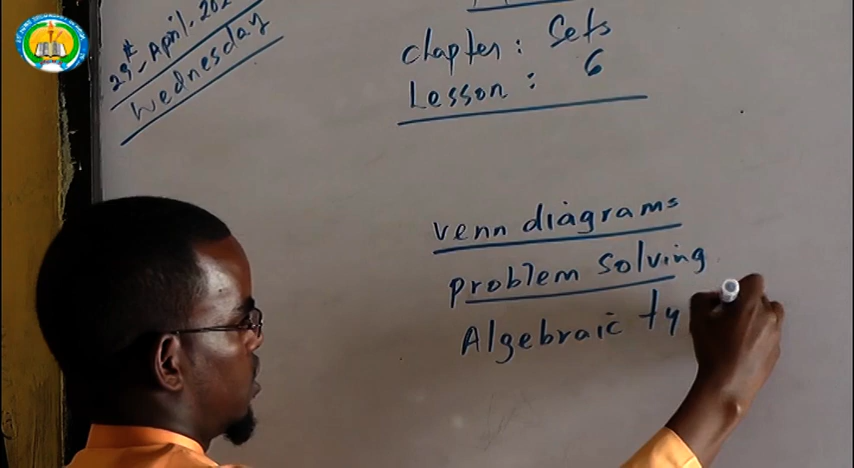 29th April, 202
Wednesday
Chapter: Sets
Lesson: 6
venn diagrams
problem solving
Algebraic ty